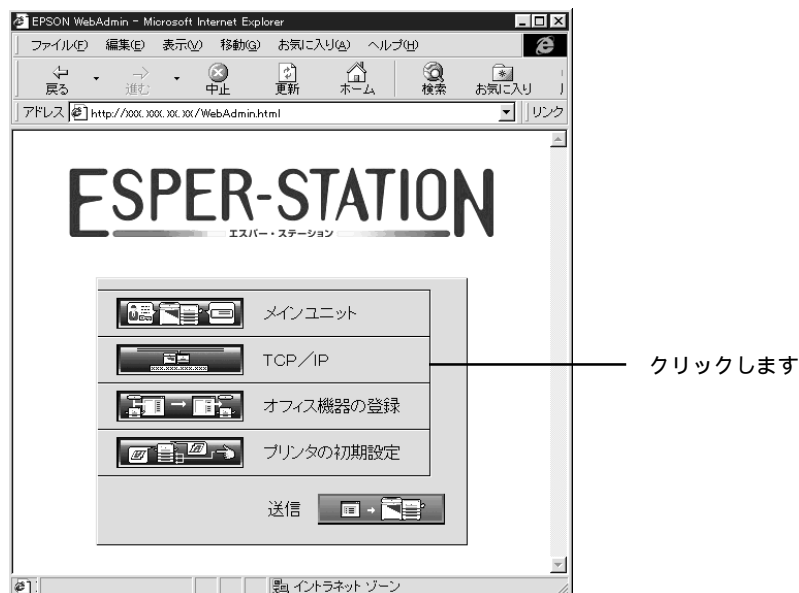 EPSON WebAdmin - Microsoft Internet Explorer
ファイル(F) 編集(E) 表示(V) 移動(G) お気に入り(A) ヘルプ(H)
戻る 進む 中止 更新 ホーム 検索 お気に入り
アドレス http://xxx.xxx.xx.xx/WebAdmin.html リンク
ESPER-STATION
エスパー・ステーション
メインユニット
xxx.xxx.xxx.xxx
TCP/IP
クリックします
オフィス機器の登録
プリンタの初期設定
送信
イントラネット ゾーン